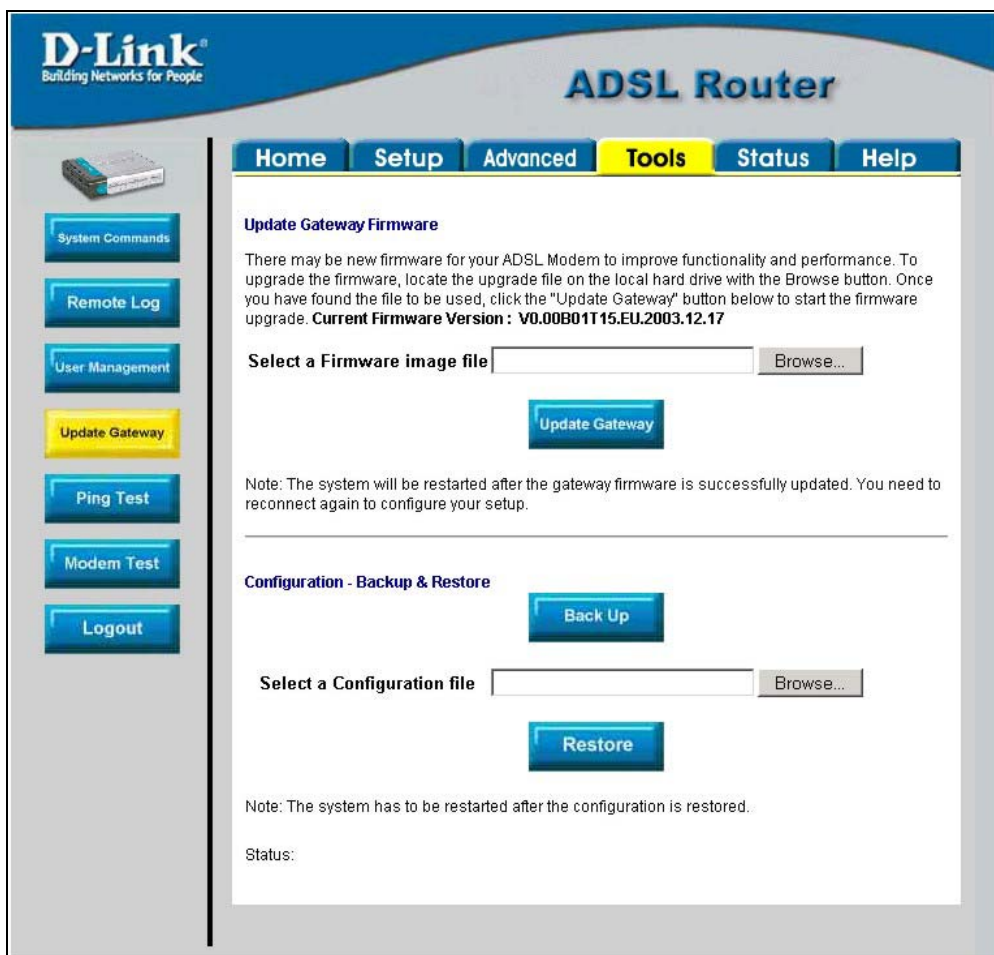 D-Link®
Building Networks for People
ADSL Router
Home Setup Advanced Tools Status Help
System Commands
Remote Log
User Management
Update Gateway
Ping Test
Modem Test
Logout
Update Gateway Firmware
There may be new firmware for your ADSL Modem to improve functionality and performance. To
upgrade the firmware, locate the upgrade file on the local hard drive with the Browse button. Once
you have found the file to be used, click the "Update Gateway" button below to start the firmware
upgrade. Current Firmware Version : V0.00B01T15.EU.2003.12.17
Select a Firmware image file Browse...
Update Gateway
Note: The system will be restarted after the gateway firmware is successfully updated. You need to
reconnect again to configure your setup.
Configuration - Backup & Restore
Back Up
Select a Configuration file Browse...
Restore
Note: The system has to be restarted after the configuration is restored.
Status: